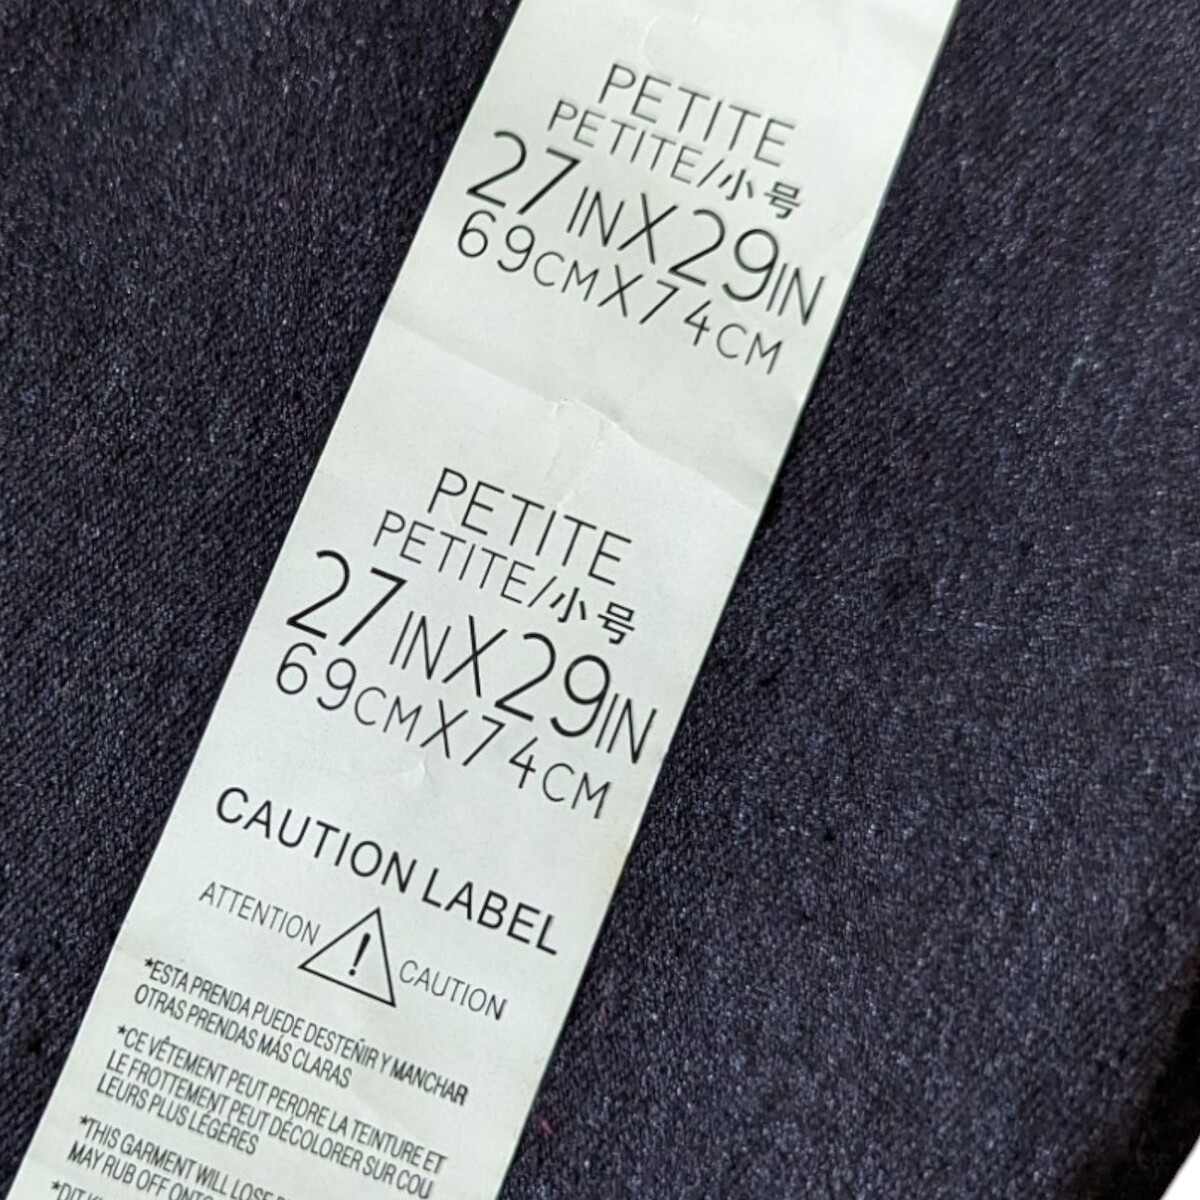 PETITE
PETITE/小号
27INX29IN
69CMX74CM
PETITE
PETITE/小号
27INX29IN
69CMX74CM
CAUTION LABEL
ATTENTION ! CAUTION
*ESTA PRENDA PUEDE DESTEÑIR Y MANCHAR
OTRAS PRENDAS MÁS CLARAS
*CE VÊTEMENT PEUT PERDRE LA TEINTURE ET
LE FROTTEMENT PEUT DÉCOLORER SUR COU
LEURS PLUS LÉGÈRES
*THIS GARMENT WILL LOSE
MAY RUB OFF ONTO